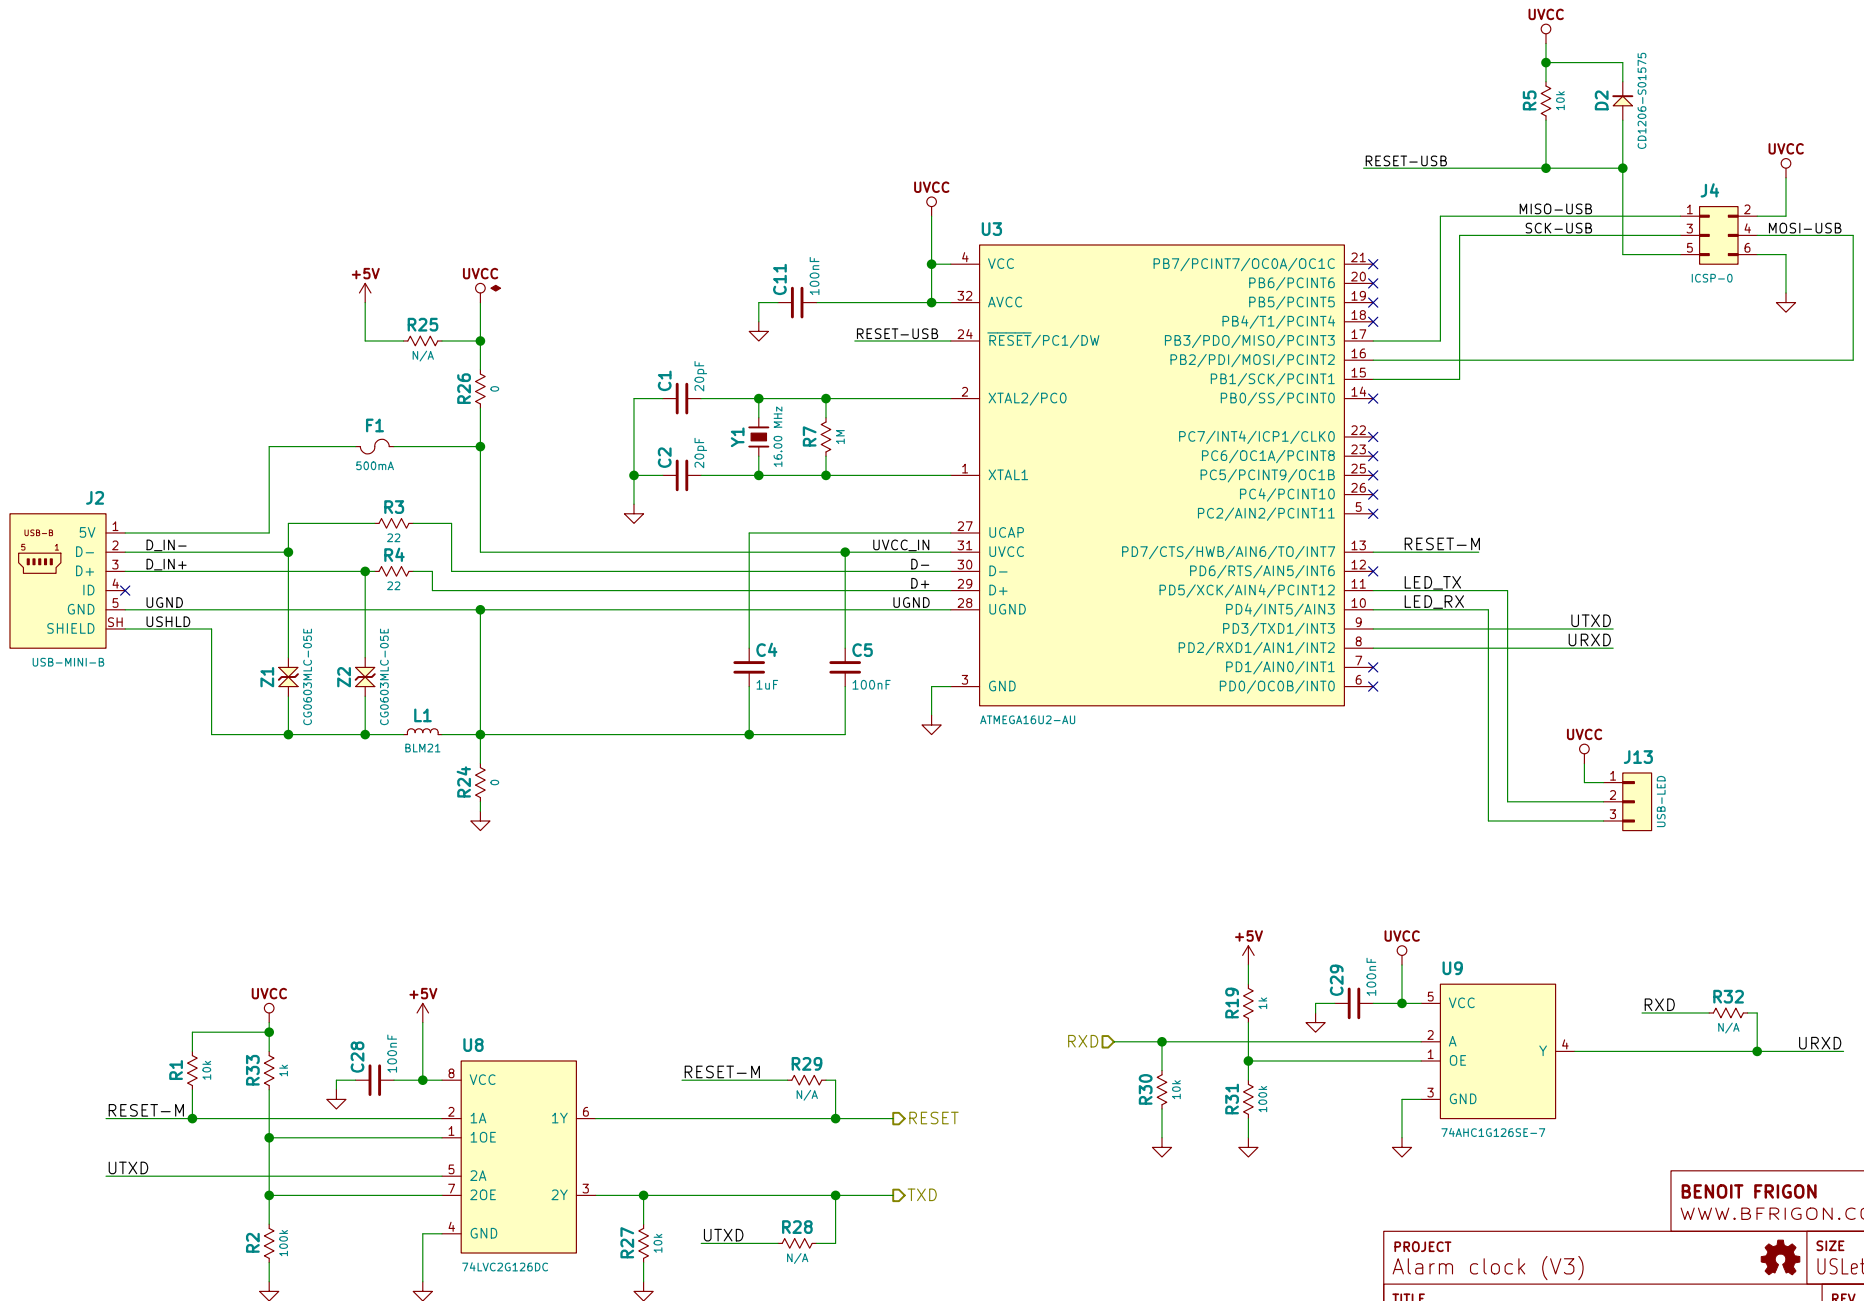 UVCC
R5
10k
D2
CD1206-S01575
RESET-USB
UVCC
J4
MISO-USB
1
2
SCK-USB
3
4
MOSI-USB
5
6
ICSP-0
UVCC
U3
C11
100nF
4
VCC
32
AVCC
RESET-USB
24
RESET/PC1/DW
C1
20pF
2
XTAL2/PC0
Y1
16.00 MHz
R7
1M
C2
20pF
1
XTAL1
27
UCAP
UVCC_IN
31
UVCC
D-
30
D-
D+
29
D+
UGND
28
UGND
3
GND
PB7/PCINT7/OC0A/OC1C
21
PB6/PCINT6
20
PB5/PCINT5
19
PB4/T1/PCINT4
18
PB3/PDO/MISO/PCINT3
17
PB2/PDI/MOSI/PCINT2
16
PB1/SCK/PCINT1
15
PB0/SS/PCINT0
14
PC7/INT4/ICP1/CLK0
22
PC6/OC1A/PCINT8
23
PC5/PCINT9/OC1B
25
PC4/PCINT10
26
PC2/AIN2/PCINT11
5
PD7/CTS/HWB/AIN6/TO/INT7
13
RESET-M
PD6/RTS/AIN5/INT6
12
PD5/XCK/AIN4/PCINT12
11
LED_TX
PD4/INT5/AIN3
10
LED_RX
PD3/TXD1/INT3
9
UTXD
PD2/RXD1/AIN1/INT2
8
URXD
PD1/AIN0/INT1
7
PD0/OC0B/INT0
6
ATMEGA16U2-AU
+5V
UVCC
R25
N/A
R26
0
F1
500mA
J2
USB-B
5
1
5V
1
D-
2
D_IN-
D+
3
D_IN+
ID
4
GND
5
UGND
SHIELD
SH
USHLD
USB-MINI-B
R3
22
R4
22
Z1
CG0603MLC-05E
Z2
CG0603MLC-05E
L1
BLM21
R24
0
C4
1uF
C5
100nF
UVCC
J13
1
2
3
USB-LED
UVCC
R1
10k
R33
1k
+5V
C28
100nF
U8
8
VCC
RESET-M
2
1A
1
1OE
UTXD
5
2A
7
2OE
4
GND
1Y
6
2Y
3
74LVC2G126DC
R2
100k
RESET-M
R29
N/A
RESET
TXD
R27
10k
UTXD
R28
N/A
+5V
UVCC
R19
1k
C29
100nF
U9
5
VCC
RXD
2
A
1
OE
3
GND
Y
4
74AHC1G126SE-7
R30
10k
R31
100k
RXD
R32
N/A
URXD
BENOIT FRIGON
WWW.BFRIGON.CO
PROJECT
Alarm clock (V3)
SIZE
USLet
TITLE
REV